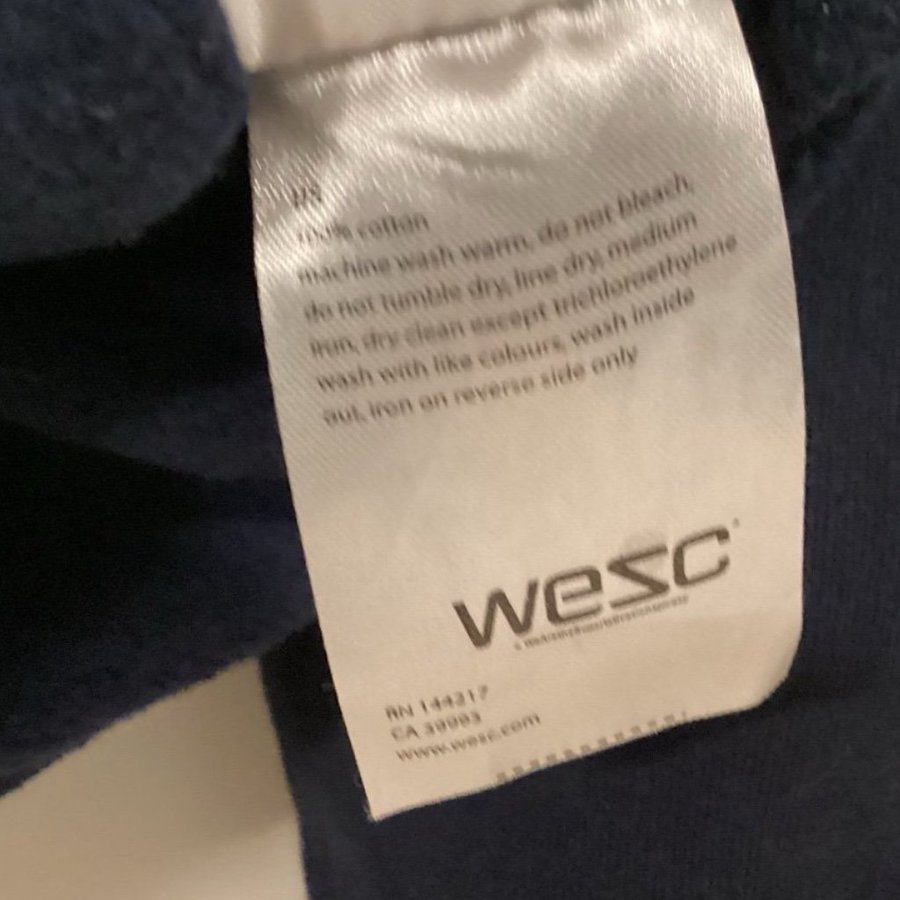 US
100% cotton
machine wash warm, do not bleach,
do not tumble dry, line dry, medium
iron, dry clean except trichloroethylene
wash with like colours, wash inside
out, iron on reverse side only
wesc
RN 144217
CA 39993
www.wesc.com